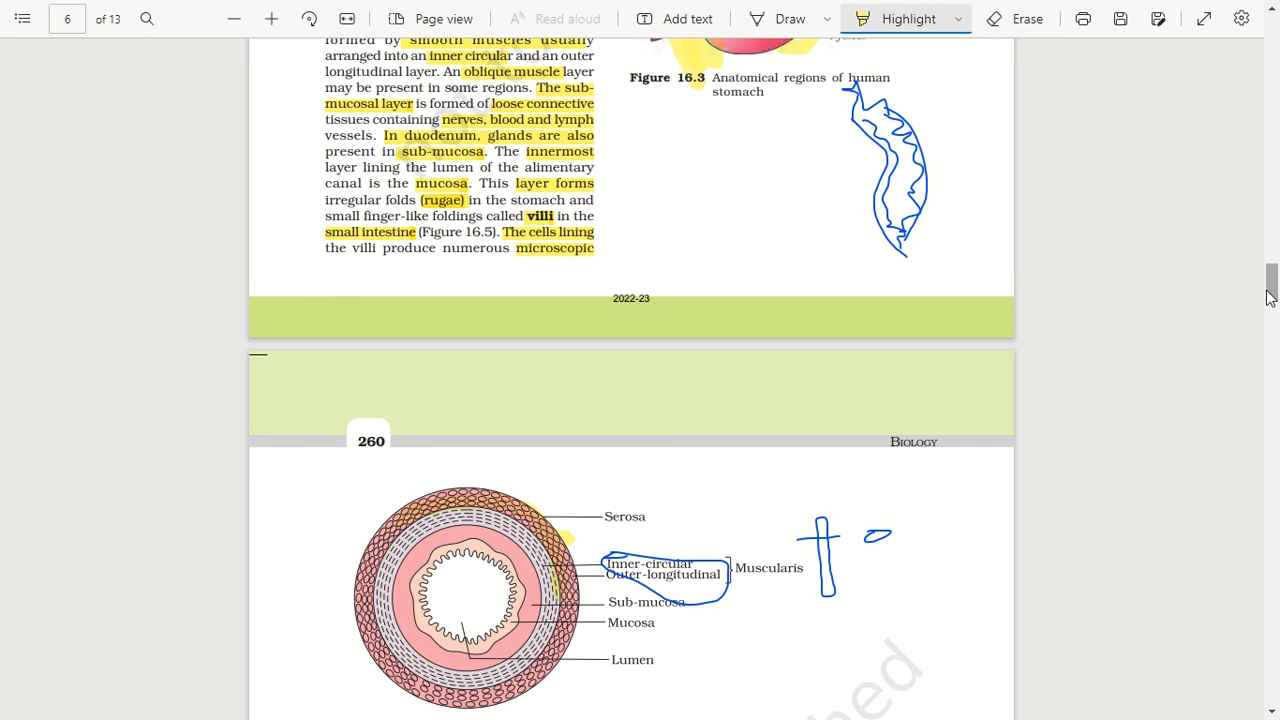 6 of 13
Page view
Read aloud
Add text
Draw
Highlight
Erase
formed by smooth muscles usually
arranged into an inner circular and an outer
longitudinal layer. An oblique muscle layer
may be present in some regions. The sub-
mucosal layer is formed of loose connective
tissues containing nerves, blood and lymph
vessels. In duodenum, glands are also
present in sub-mucosa. The innermost
layer lining the lumen of the alimentary
canal is the mucosa. This layer forms
irregular folds (rugae) in the stomach and
small finger-like foldings called villi in the
small intestine (Figure 16.5). The cells lining
the villi produce numerous microscopic
Figure 16.3 Anatomical regions of human
stomach
2022-23
260
BIOLOGY
Serosa
Inner-circular
Outer-longitudinal
Muscularis
Sub-mucosa
Mucosa
Lumen